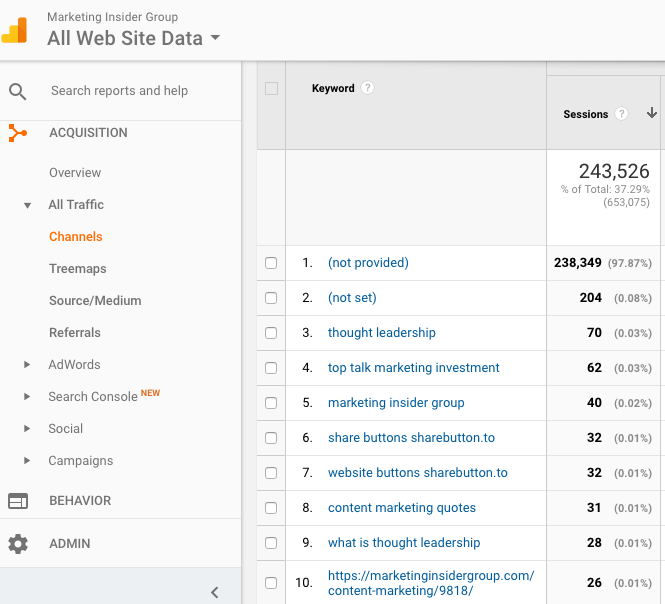 Marketing Insider Group
All Web Site Data
Search reports and help
ACQUISITION
Overview
All Traffic
Channels
Treemaps
Source/Medium
Referrals
AdWords
Search Console NEW
Social
Campaigns
BEHAVIOR
ADMIN
Keyword ?
Sessions ?
243,526
% of Total: 37.29%
(653,075)
1. (not provided) 238,349 (97.87%)
2. (not set) 204 (0.08%)
3. thought leadership 70 (0.03%)
4. top talk marketing investment 62 (0.03%)
5. marketing insider group 40 (0.02%)
6. share buttons sharebutton.to 32 (0.01%)
7. website buttons sharebutton.to 32 (0.01%)
8. content marketing quotes 31 (0.01%)
9. what is thought leadership 28 (0.01%)
10. https://marketinginsidergroup.com/
content-marketing/9818/ 26 (0.01%)